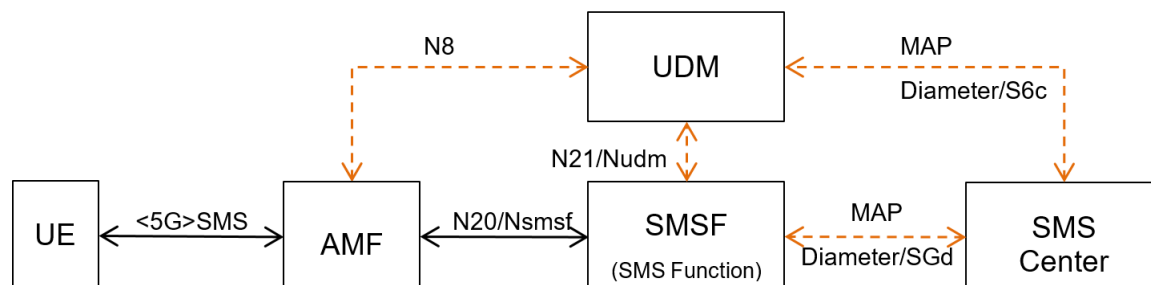 N8
UDM
MAP
Diameter/S6c
N21/Nudm
UE
<5G>SMS
AMF
N20/Nsmsf
SMSF
(SMS Function)
MAP
Diameter/SGd
SMS
Center